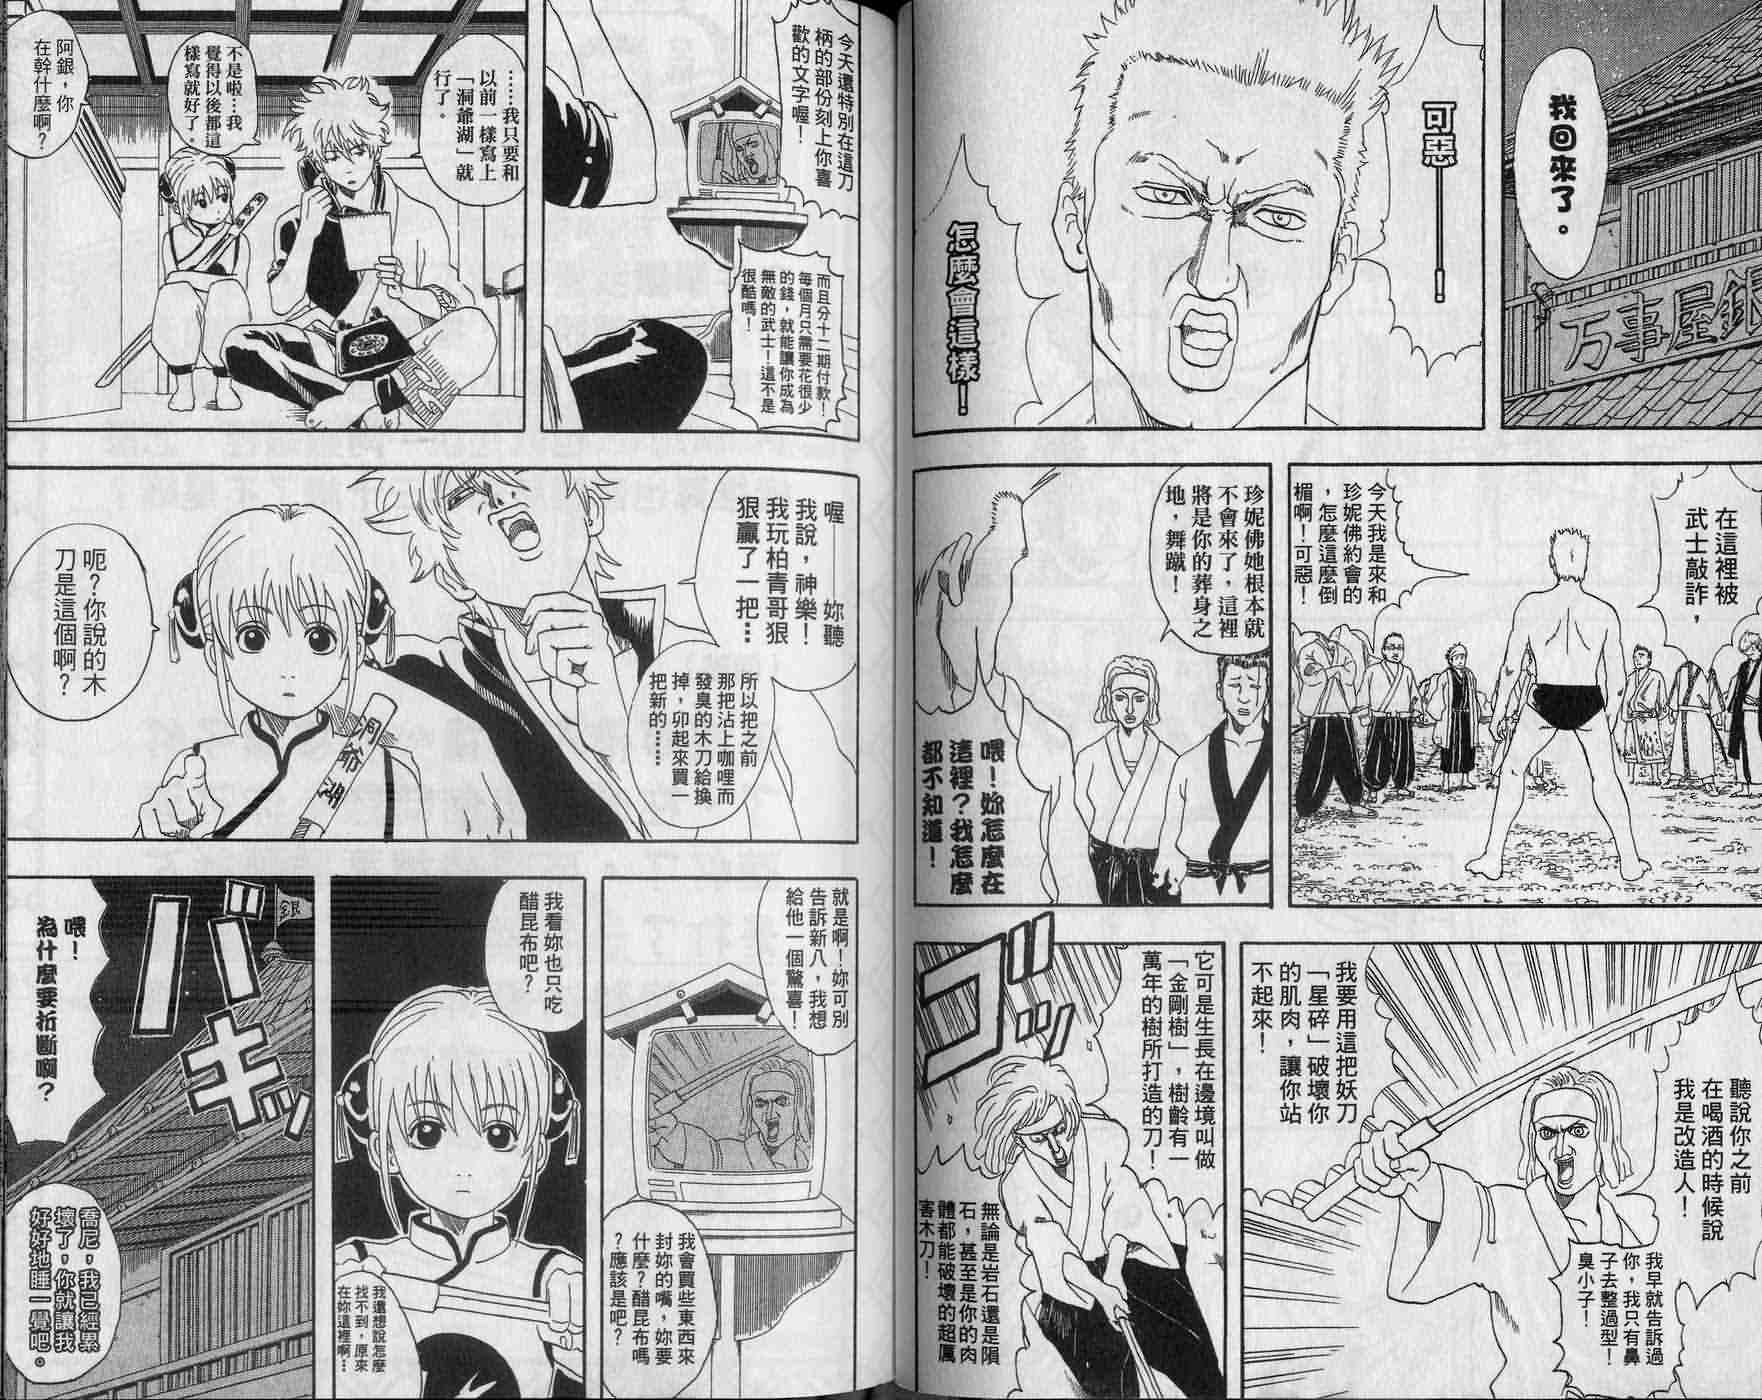 我回來了。
万事屋銀
可惡——！
怎麼會這樣！
在這裡被
武士敲詐，
今天我是來和
珍妮佛約會的
，怎麼這麼倒
楣啊！可惡！
珍妮佛她根本就
不會來了，這裡
將是你的葬身之
地，舞蹴！
喂！妳怎麼在
這裡？我怎麼
都不知道！
聽說你之前
在喝酒的時候說
我是改造人！
我早就告訴過
你，我只有鼻
子去整過型！
臭小子！
我要用這把妖刀
「星碎」破壞你
的肌肉，讓你站
不起來！
它可是生長在邊境叫做
「金剛樹」，樹齡有一
萬年的樹所打造的刀！
無論是岩石還是隕
石，甚至是你的肉
體都能破壞的超厲
害木刀！
ゴッ
今天還特別在這刀
柄的部份刻上你喜
歡的文字喔！
而且分十二期付款！
每個月只需要花很少
的錢，就能讓你成為
無敵的武士！這不是
很酷嗎！
……我只要和
以前一樣寫上
「洞爺湖」就
行了。
不是啦…我
覺得以後都這
樣寫就好了。
阿銀，你
在幹什麼啊？
喔——妳聽
我說，神樂！
我玩柏青哥狠
狠贏了一把…
所以把之前
那把沾上咖哩而
發臭的木刀給換
掉，卯起來買一
把新的……
呃？你說的木
刀是這個啊？
洞爺湖
就是啊！妳可別
告訴新八，我想
給他一個驚喜！
我會買些東西來
封妳的嘴，妳要
什麼？醋昆布嗎
？應該是吧？
我看妳也只吃
醋昆布吧？
我還想說怎麼
找不到，原來
在妳這裡啊…
銀
バキッ
喂！
為什麼要折斷啊？
喬尼，我已經累
壞了，你就讓我
好好地睡一覺吧。